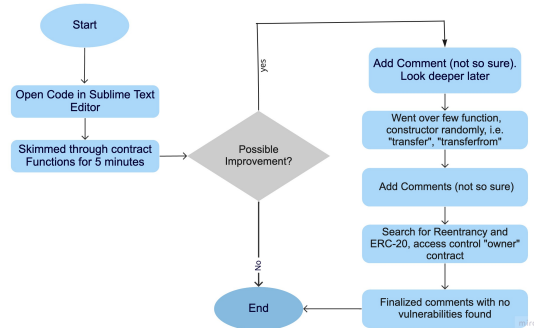 Start
Open Code in Sublime Text
Editor
Skimmed through contract
Functions for 5 minutes
Possible
Improvement?
yes
No
Add Comment (not so sure).
Look deeper later
Went over few function,
constructor randomly, i.e.
"transfer", "transferfrom"
Add Comments (not so sure)
Search for Reentrancy and
ERC-20, access control "owner"
contract
Finalized comments with no
vulnerabilities found
End